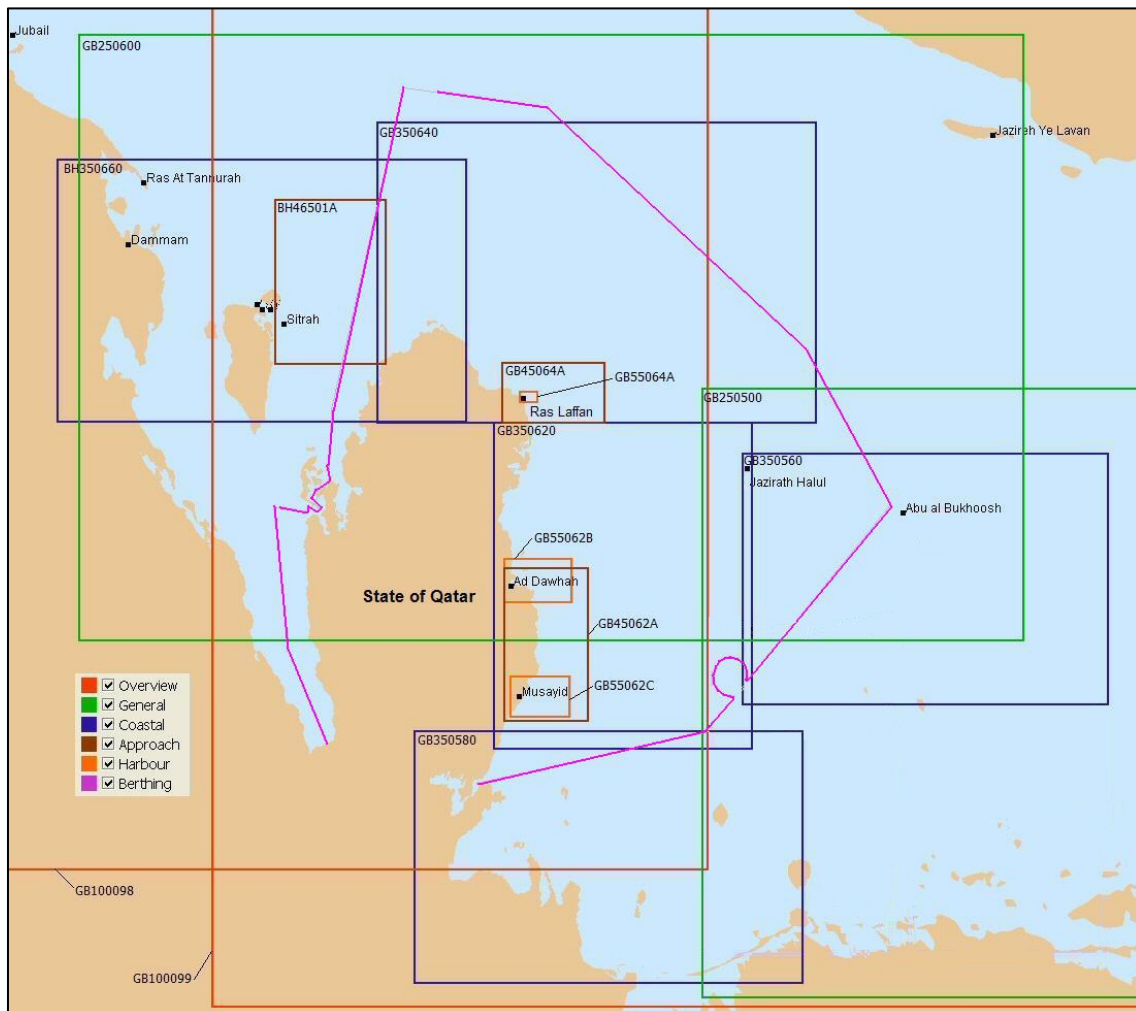 Jubail
GB250600
GB350640
Jazireh Ye Lavan
BH350660
Ras At Tannurah
BH46501A
Dammam
Sitrah
GB45064A
GB55064A
Ras Laffan
GB250500
GB350620
GB350560
Jazirath Halul
Abu al Bukhoosh
GB55062B
Ad Dawhah
State of Qatar
GB45062A
GB55062C
Musayid
Overview
General
Coastal
Approach
Harbour
Berthing
GB350580
GB100098
GB100099